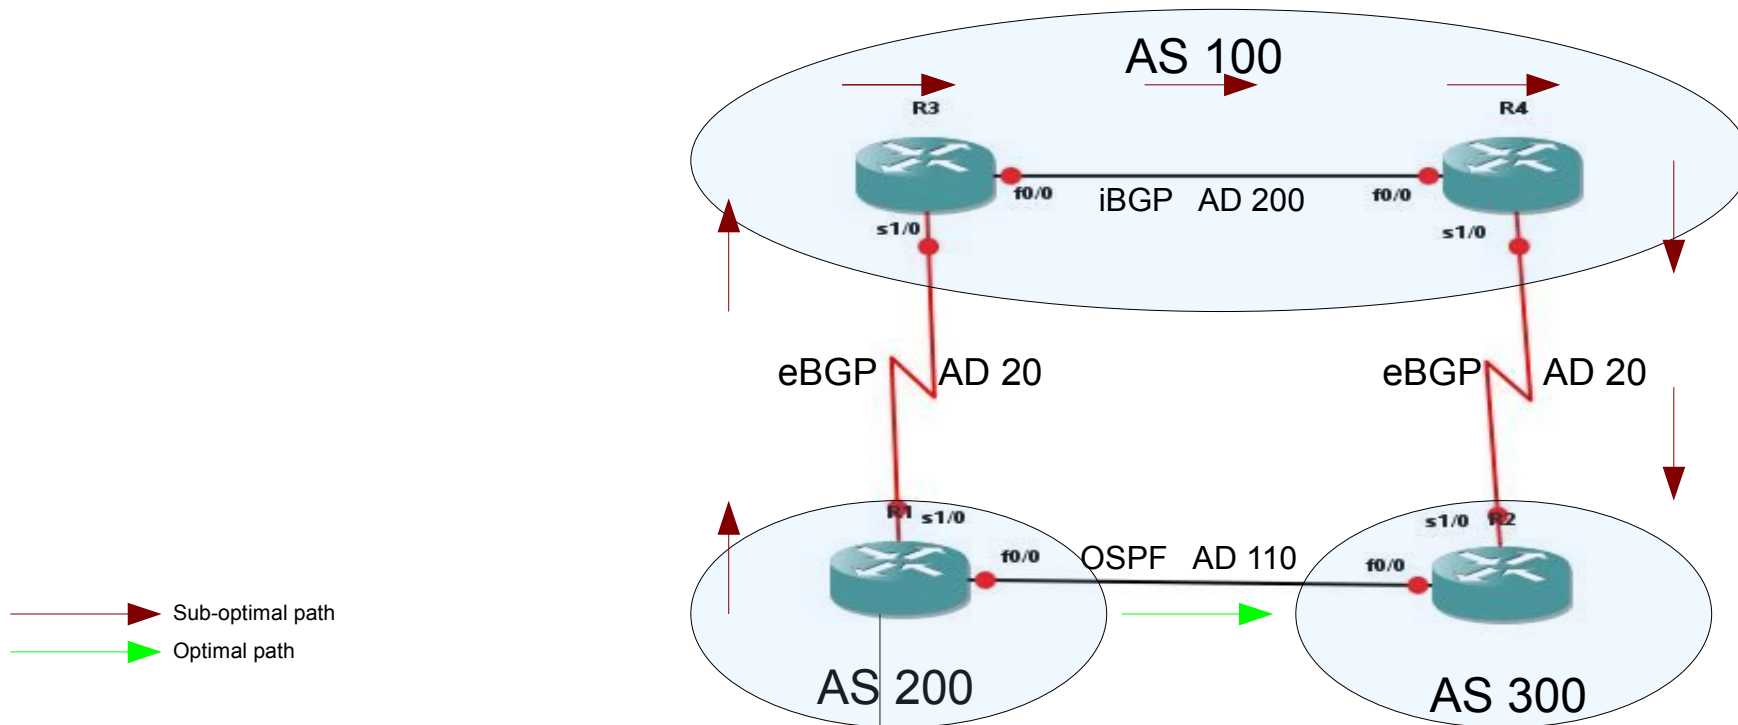 AS 100
R3
R4
f0/0
iBGP AD 200
f0/0
s1/0
s1/0
eBGP
AD 20
eBGP
AD 20
R1
s1/0
s1/0
R2
f0/0
OSPF AD 110
f0/0
Sub-optimal path
Optimal path
AS 200
AS 300